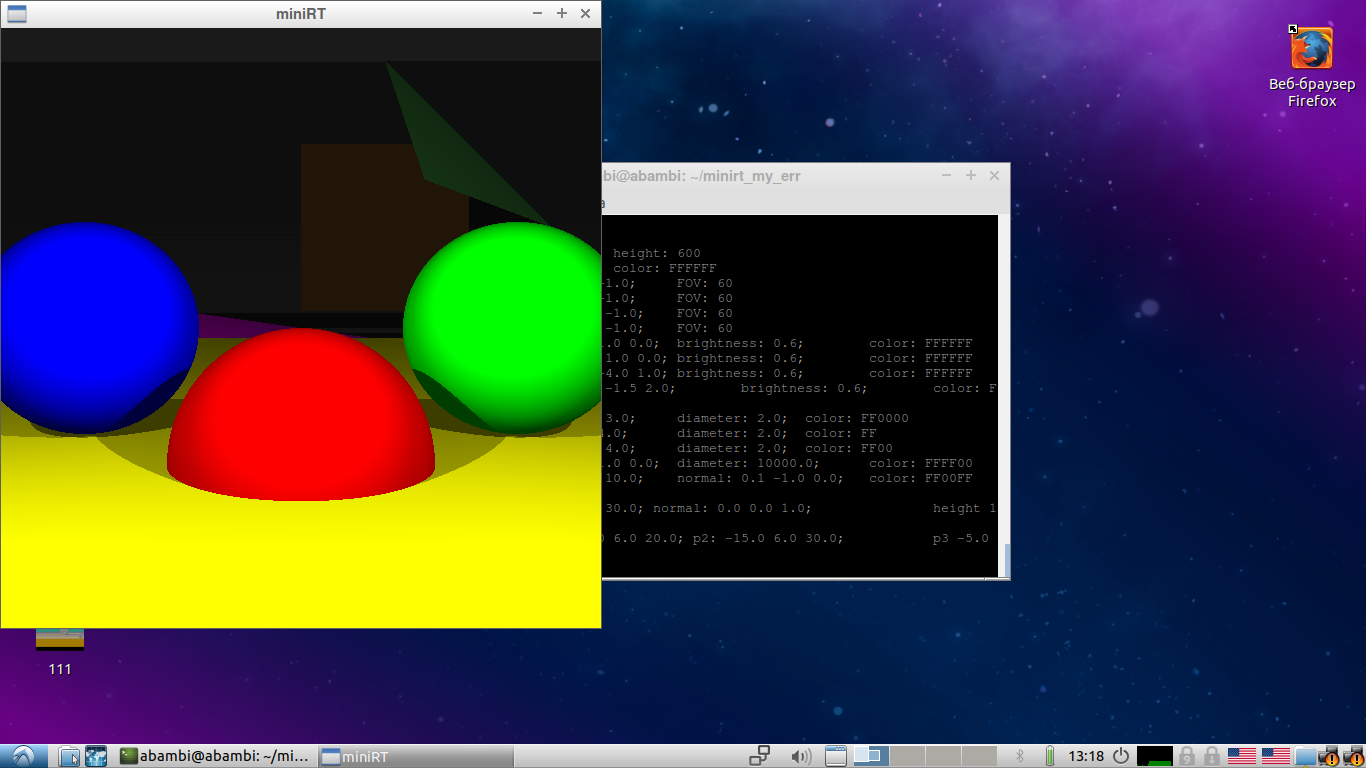 miniRT
Веб-браузер
Firefox
bi@abambi: ~/minirt_my_err
a
height: 600
color: FFFFFF
-1.0; FOV: 60
-1.0; FOV: 60
-1.0; FOV: 60
-1.0; FOV: 60
1.0 0.0; brightness: 0.6; color: FFFFFF
1.0 0.0; brightness: 0.6; color: FFFFFF
-4.0 1.0; brightness: 0.6; color: FFFFFF
-1.5 2.0; brightness: 0.6; color: F
3.0; diameter: 2.0; color: FF0000
4.0; diameter: 2.0; color: FF
4.0; diameter: 2.0; color: FF00
1.0 0.0; diameter: 10000.0; color: FFFF00
10.0; normal: 0.1 -1.0 0.0; color: FF00FF
30.0; normal: 0.0 0.0 1.0; height 1
6.0 20.0; p2: -15.0 6.0 30.0; p3 -5.0
111
abambi@abambi: ~/mi...
miniRT
13:18